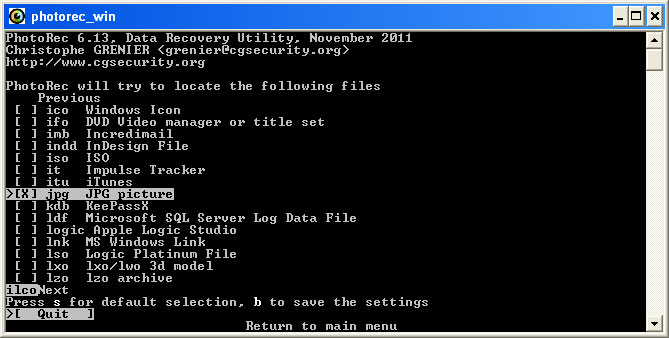 photorec_win
PhotoRec 6.13, Data Recovery Utility, November 2011
Christophe GRENIER <grenier@cgsecurity.org>
http://www.cgsecurity.org
PhotoRec will try to locate the following files
Previous
[ ] ico Windows Icon
[ ] ifo DVD Video manager or title set
[ ] imb Incredimail
[ ] indd InDesign File
[ ] iso ISO
[ ] it Impulse Tracker
[ ] itu iTunes
>[X] jpg JPG picture
[ ] kdb KeePassX
[ ] ldf Microsoft SQL Server Log Data File
[ ] logic Apple Logic Studio
[ ] lnk MS Windows Link
[ ] lso Logic Platinum File
[ ] lxo lxo/lwo 3d model
[ ] lzo lzo archive
ilcoNext
Press s for default selection, b to save the settings
>[ Quit ]
Return to main menu